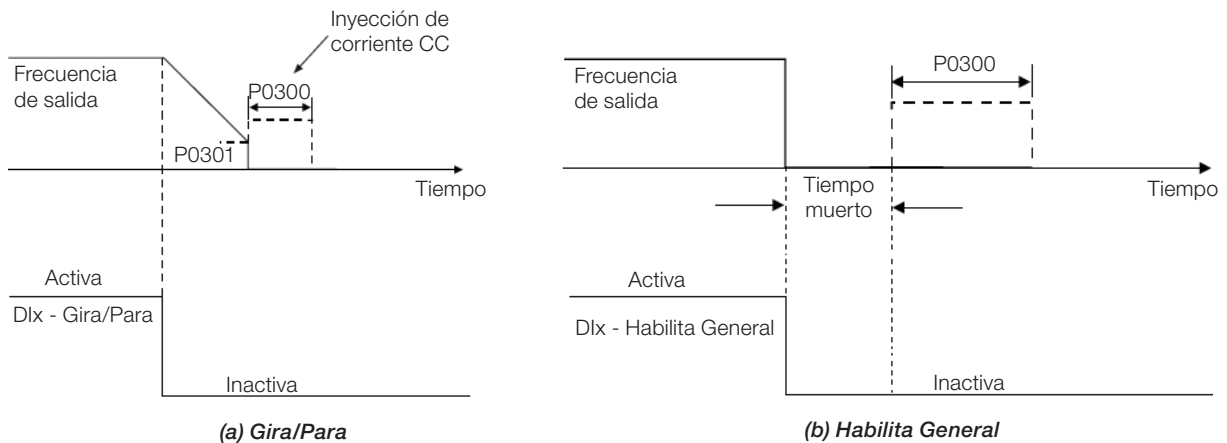 Inyección de
corriente CC
Frecuencia
de salida
P0300
P0301
Tiempo
Activa
DIx - Gira/Para
Inactiva
(a) Gira/Para
Frecuencia
de salida
P0300
Tiempo
muerto
Tiempo
Activa
DIx - Habilita General
Inactiva
(b) Habilita General